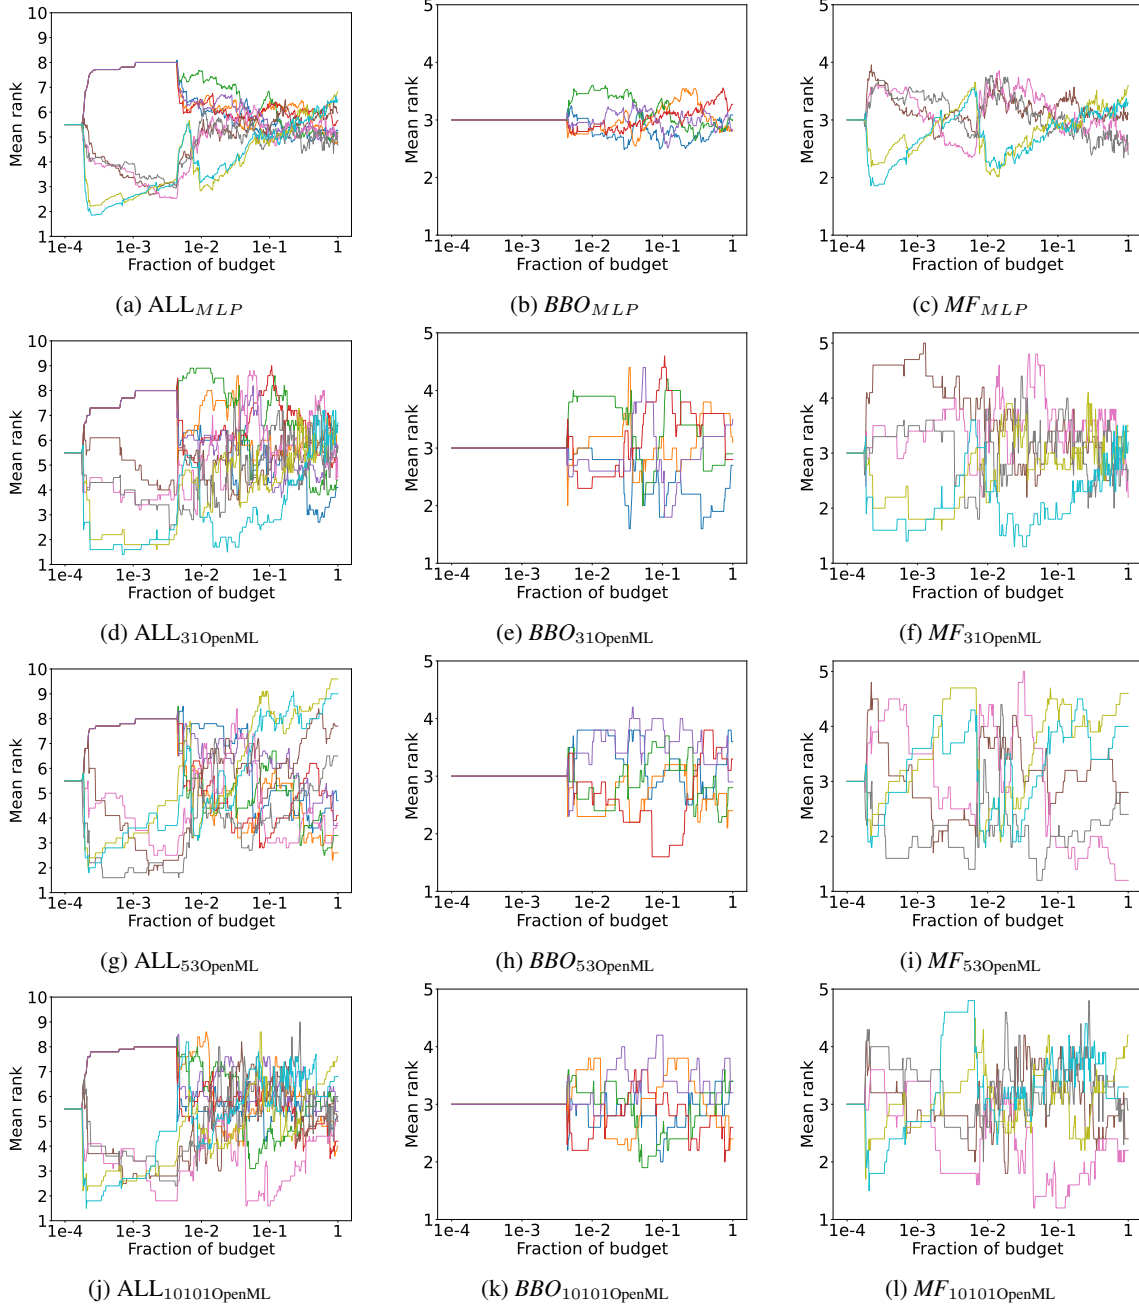 10
9
8
7
6
5
4
3
2
1
Mean rank
1e-4 1e-3 1e-2 1e-1 1
Fraction of budget
(a) ALL_MLP
5
4
3
2
1
Mean rank
1e-4 1e-3 1e-2 1e-1 1
Fraction of budget
(b) BBO_MLP
5
4
3
2
1
Mean rank
1e-4 1e-3 1e-2 1e-1 1
Fraction of budget
(c) MF_MLP
10
9
8
7
6
5
4
3
2
1
Mean rank
1e-4 1e-3 1e-2 1e-1 1
Fraction of budget
(d) ALL_31OpenML
5
4
3
2
1
Mean rank
1e-4 1e-3 1e-2 1e-1 1
Fraction of budget
(e) BBO_31OpenML
5
4
3
2
1
Mean rank
1e-4 1e-3 1e-2 1e-1 1
Fraction of budget
(f) MF_31OpenML
10
9
8
7
6
5
4
3
2
1
Mean rank
1e-4 1e-3 1e-2 1e-1 1
Fraction of budget
(g) ALL_53OpenML
5
4
3
2
1
Mean rank
1e-4 1e-3 1e-2 1e-1 1
Fraction of budget
(h) BBO_53OpenML
5
4
3
2
1
Mean rank
1e-4 1e-3 1e-2 1e-1 1
Fraction of budget
(i) MF_53OpenML
10
9
8
7
6
5
4
3
2
1
Mean rank
1e-4 1e-3 1e-2 1e-1 1
Fraction of budget
(j) ALL_10101OpenML
5
4
3
2
1
Mean rank
1e-4 1e-3 1e-2 1e-1 1
Fraction of budget
(k) BBO_10101OpenML
5
4
3
2
1
Mean rank
1e-4 1e-3 1e-2 1e-1 1
Fraction of budget
(l) MF_10101OpenML